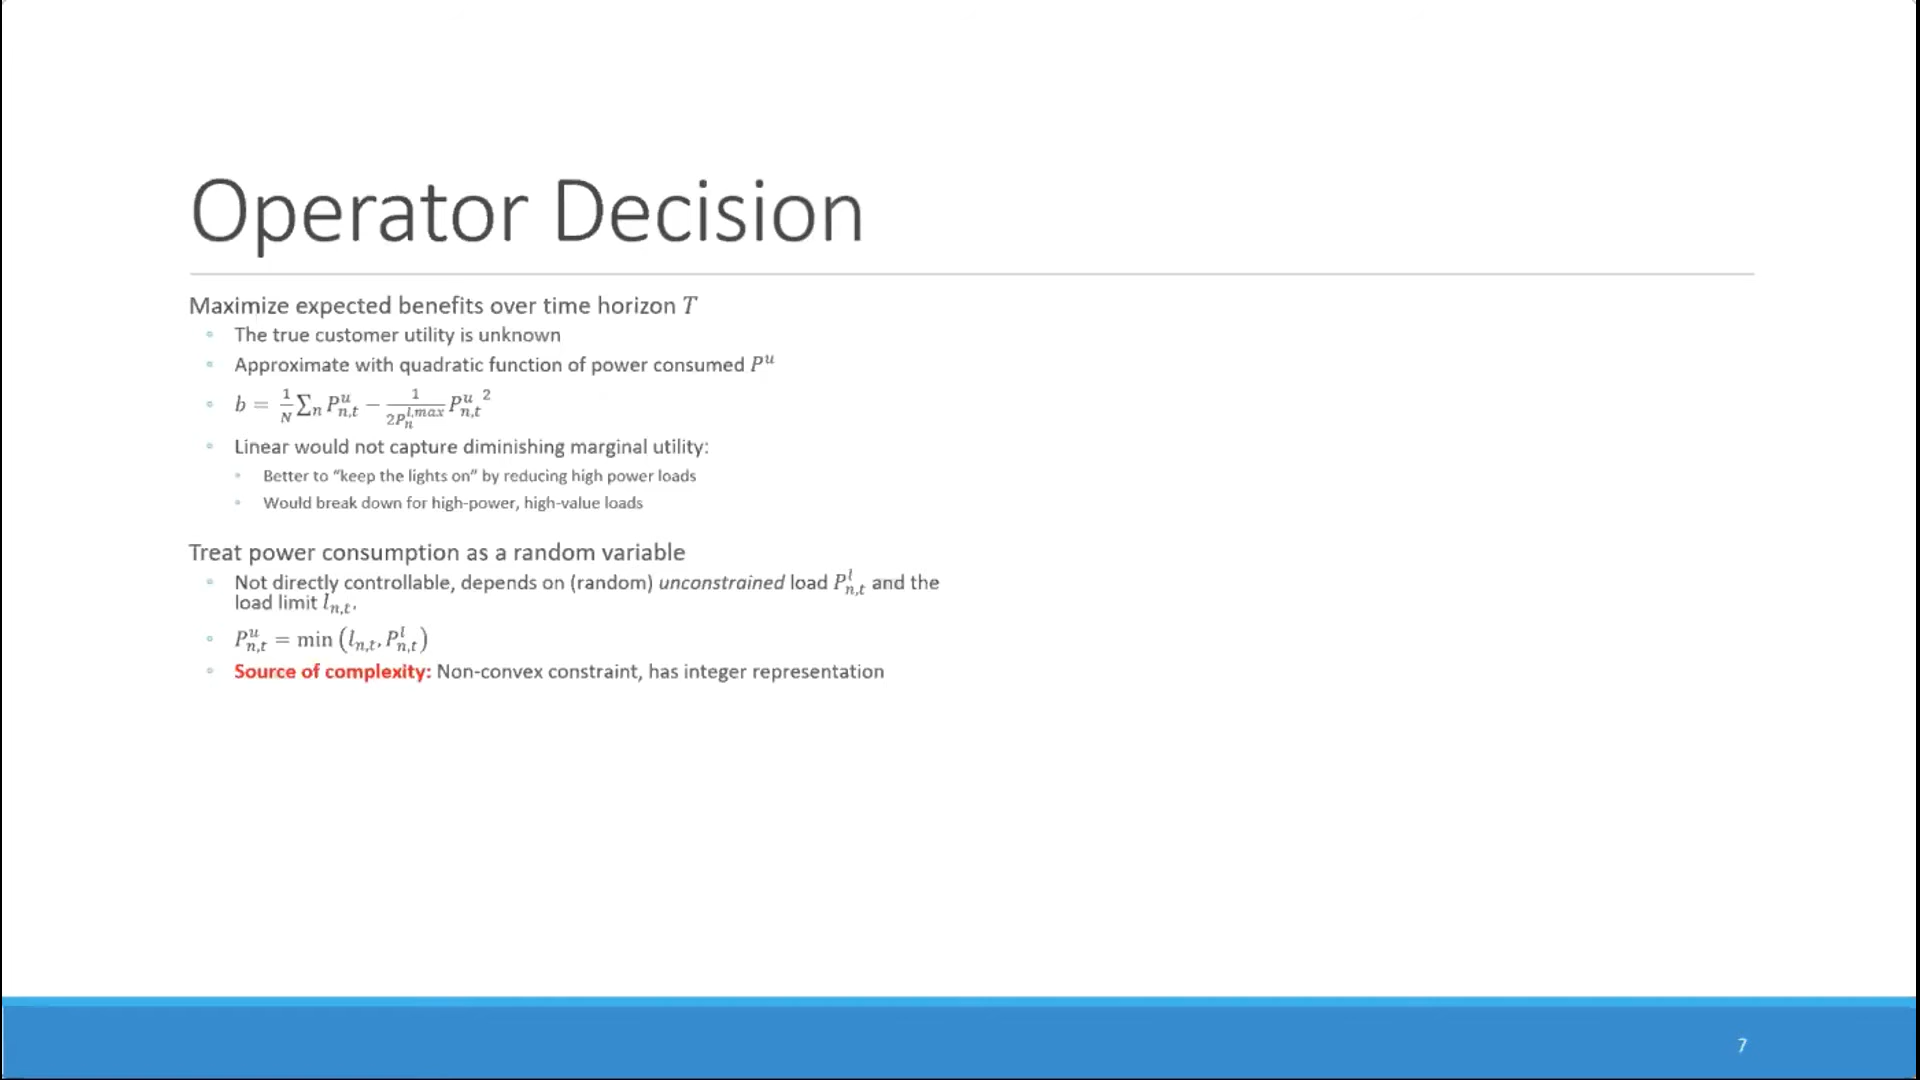 Operator Decision
Maximize expected benefits over time horizon T
The true customer utility is unknown
Approximate with quadratic function of power consumed P^u
b = \frac{1}{N} \sum_n P^u_{n,t} − \frac{1}{2P_n^{l,max}} P^u_{n,t}{}^2
Linear would not capture diminishing marginal utility:
Better to “keep the lights on” by reducing high power loads
Would break down for high-power, high-value loads
Treat power consumption as a random variable
Not directly controllable, depends on (random) unconstrained load P^l_{n,t} and the
load limit l_{n,t}.
P^u_{n,t} = min (l_{n,t}, P^l_{n,t})
Source of complexity: Non-convex constraint, has integer representation
7